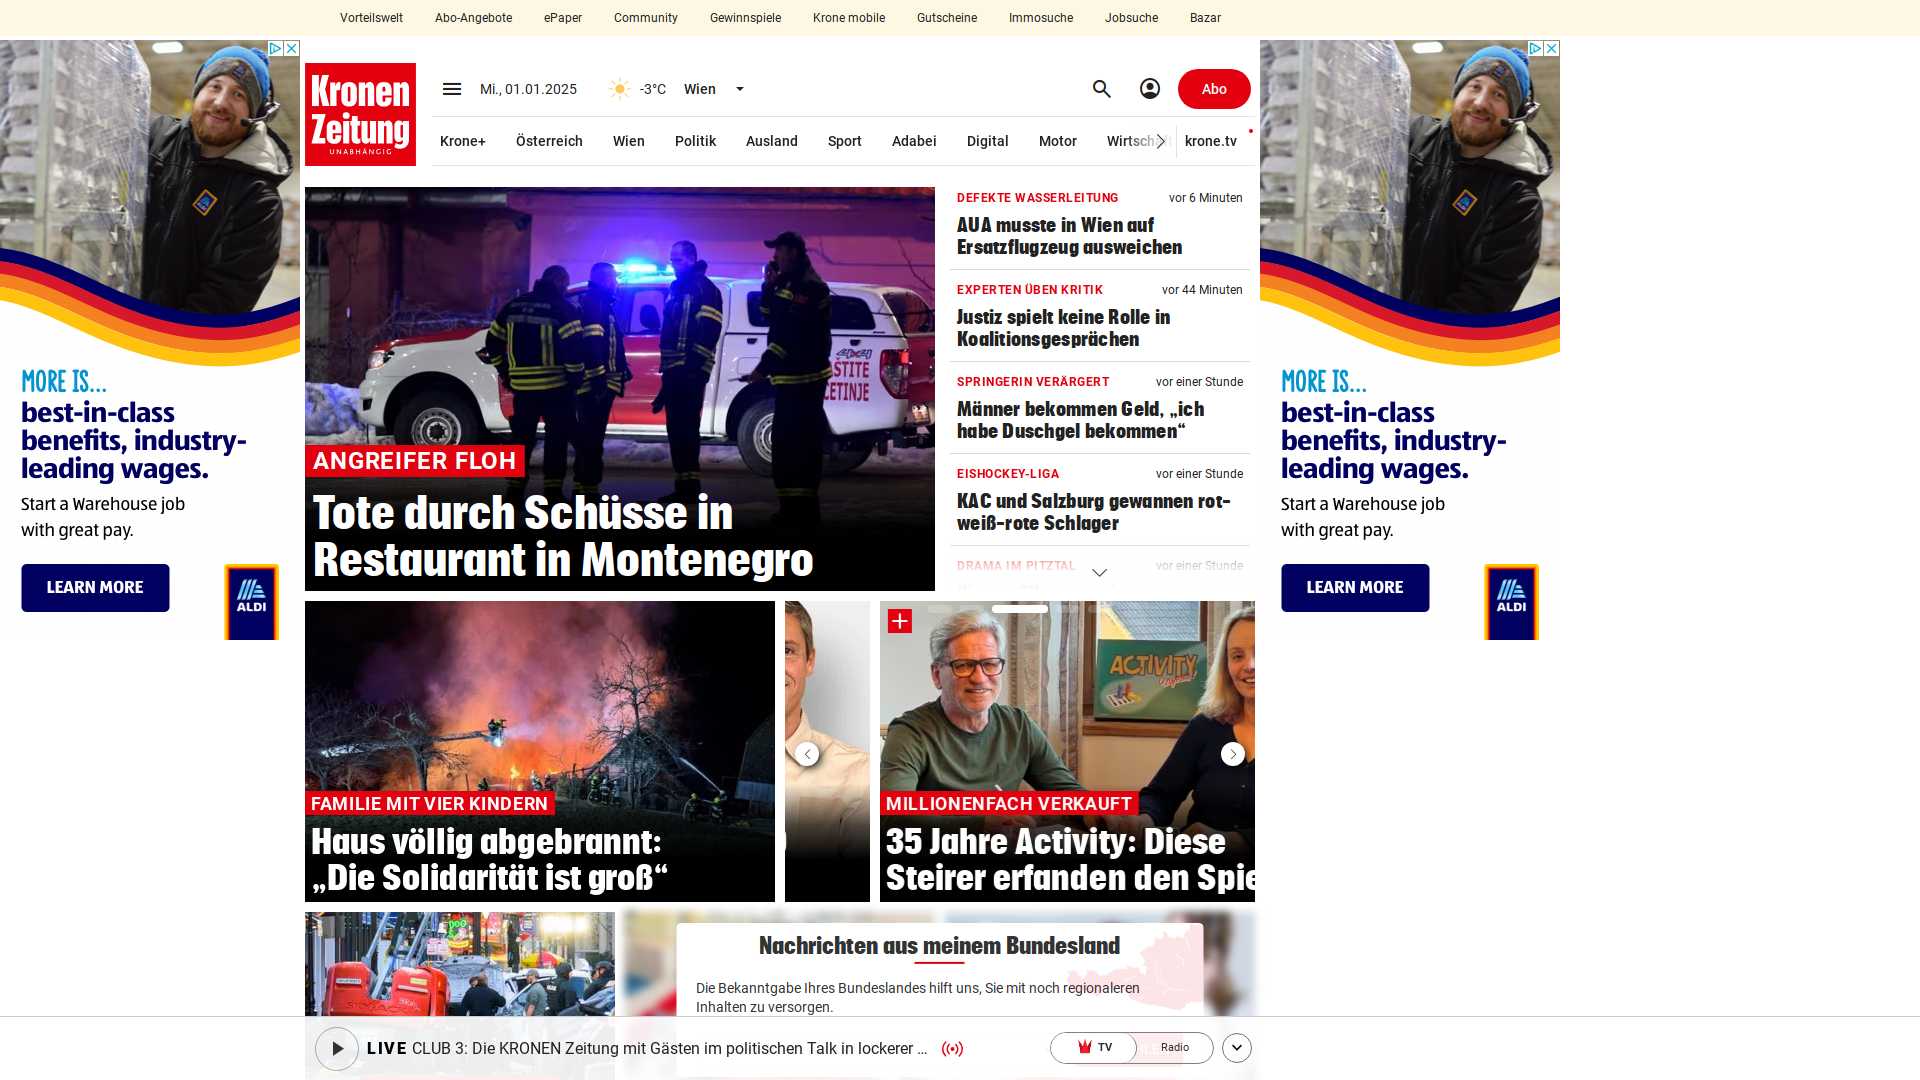 Vorteilswelt
Abo-Angebote
ePaper
Community
Gewinnspiele
Krone mobile
Gutscheine
Immosuche
Jobsuche
Bazar
Kronen
Zeitung
UNABHÄNGIG
Mi., 01.01.2025
-3°C
Wien
Abo
Krone+
Österreich
Wien
Politik
Ausland
Sport
Adabei
Digital
Motor
krone.tv
MORE IS...
best-in-class
benefits, industry-
leading wages.
Start a Warehouse job
with great pay.
LEARN MORE
ALDI
ANGREIFER FLOH
Tote durch Schüsse in
Restaurant in Montenegro
DEFEKTE WASSERLEITUNG
vor 6 Minuten
AUA musste in Wien auf
Ersatzflugzeug ausweichen
EXPERTEN ÜBEN KRITIK
vor 44 Minuten
Justiz spielt keine Rolle in
Koalitionsgesprächen
SPRINGERIN VERÄRGERT
vor einer Stunde
Männer bekommen Geld, „ich
habe Duschgel bekommen“
EISHOCKEY-LIGA
vor einer Stunde
KAC und Salzburg gewannen rot-
weiß-rote Schlager
DRAMA IM PITZTAL
vor einer Stunde
MORE IS...
best-in-class
benefits, industry-
leading wages.
Start a Warehouse job
with great pay.
LEARN MORE
ALDI
FAMILIE MIT VIER KINDERN
Haus völlig abgebrannt:
„Die Solidarität ist groß“
ACTIVITY
MILLIONENFACH VERKAUFT
35 Jahre Activity: Diese
Steirer erfanden den Spie
Nachrichten aus meinem Bundesland
Die Bekanntgabe Ihres Bundeslandes hilft uns, Sie mit noch regionaleren
Inhalten zu versorgen.
LIVE CLUB 3: Die KRONEN Zeitung mit Gästen im politischen Talk in lockerer ...
TV
Radio